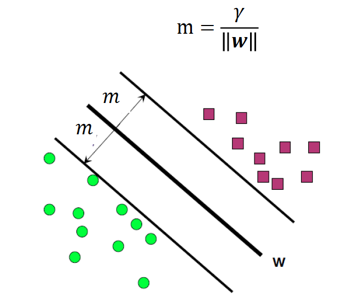 m = γ / ‖w‖
m
m
w